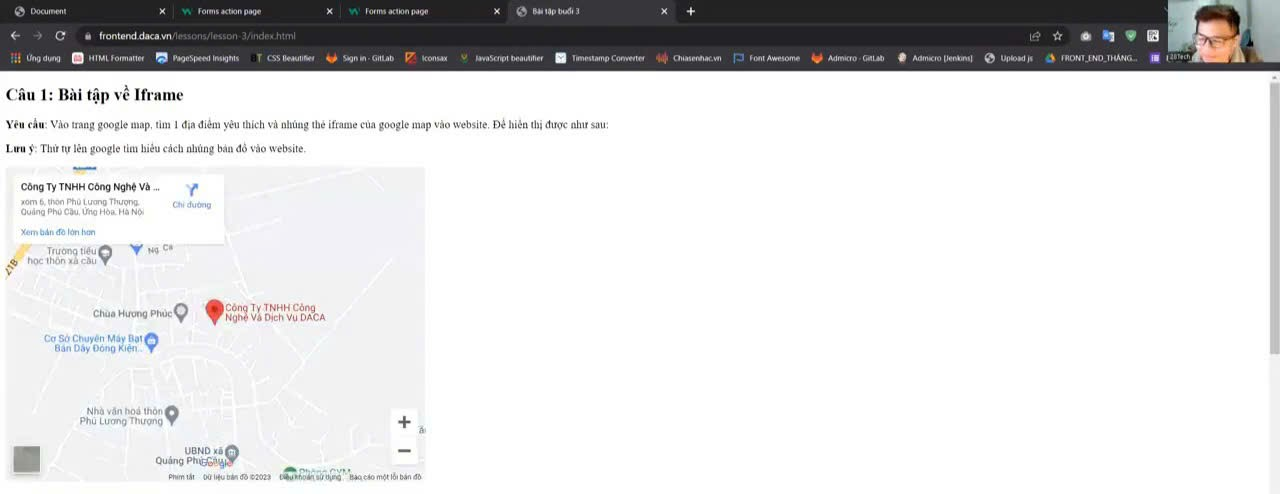 Document
Forms action page
Forms action page
Bài tập buổi 3
frontend.daca.vn/lessons/lesson-3/index.html
Ứng dụng
HTML Formatter
PageSpeed Insights
CSS Beautifier
Sign in · GitLab
Iconsax
JavaScript beautifier
Timestamp Converter
Chiasenhac.vn
Font Awesome
Admicro · GitLab
Admicro [Jenkins]
Upload js
FRONT_END_THÁNG...
28Tech
Câu 1: Bài tập về Iframe
Yêu cầu: Vào trang google map, tìm 1 địa điểm yêu thích và nhúng thẻ iframe của google map vào website. Để hiển thị được như sau:
Lưu ý: Thử tự lên google tìm hiểu cách nhúng bản đồ vào website.
Công Ty TNHH Công Nghệ Và ...
xóm 6, thôn Phú Lương Thượng,
Quảng Phú Cầu, Ứng Hòa, Hà Nội
Chỉ đường
Xem bản đồ lớn hơn
Trường tiểu
học thôn xà cầu
21B
Chùa Hương Phúc
Công Ty TNHH Công
Nghệ Và Dịch Vụ DACA
Cơ Sở Chuyên Máy Bạt
Bán Dây Đồng Kiện...
Nhà văn hoá thôn
Phú Lương Thượng
UBND xã
Quảng Phú Cầu
Google
Phím tắt
Dữ liệu bản đồ ©2023
Điều khoản sử dụng
Báo cáo một lỗi bản đồ